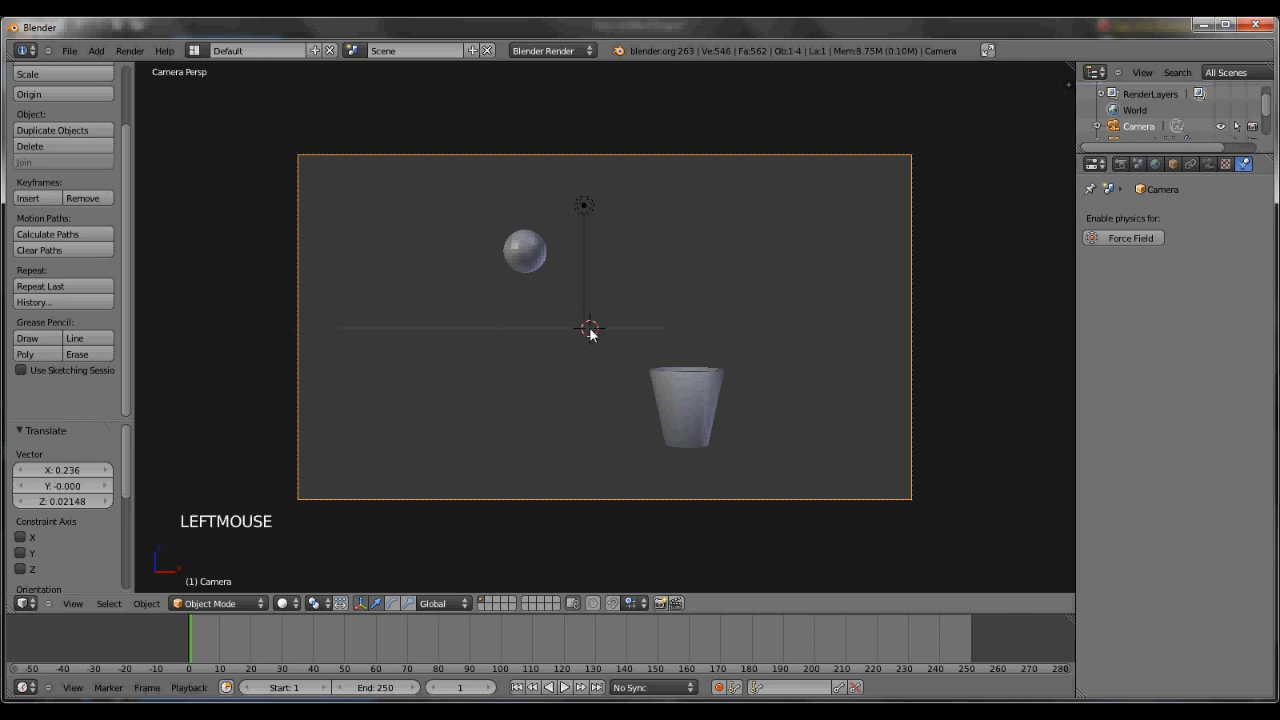 Blender
File Add Render Help Default Scene Blender Render blender.org 263 | Ve:546 | Fa:562 | Ob:1-4 | La:1 | Mem:8.75M (0.10M) | Camera
Scale
Camera Persp
View Search All Scenes
Origin
RenderLayers
World
Object:
Camera
Duplicate Objects
Delete
Join
Keyframes:
Camera
Insert Remove
Motion Paths:
Enable physics for:
Calculate Paths
Force Field
Clear Paths
Repeat:
Repeat Last
History...
Grease Pencil:
Draw Line
Poly Erase
Use Sketching Sessio
Translate
Vector
X: 0.236
Y: -0.000
Z: 0.02148
Constraint Axis
LEFTMOUSE
X
Y
Z
Orientation
(1) Camera
View Select Object Object Mode Global
-50 -40 -30 -20 -10 0 10 20 30 40 50 60 70 80 90 100 110 120 130 140 150 160 170 180 190 200 210 220 230 240 250 260 270 280
View Marker Frame Playback Start: 1 End: 250 1 No Sync